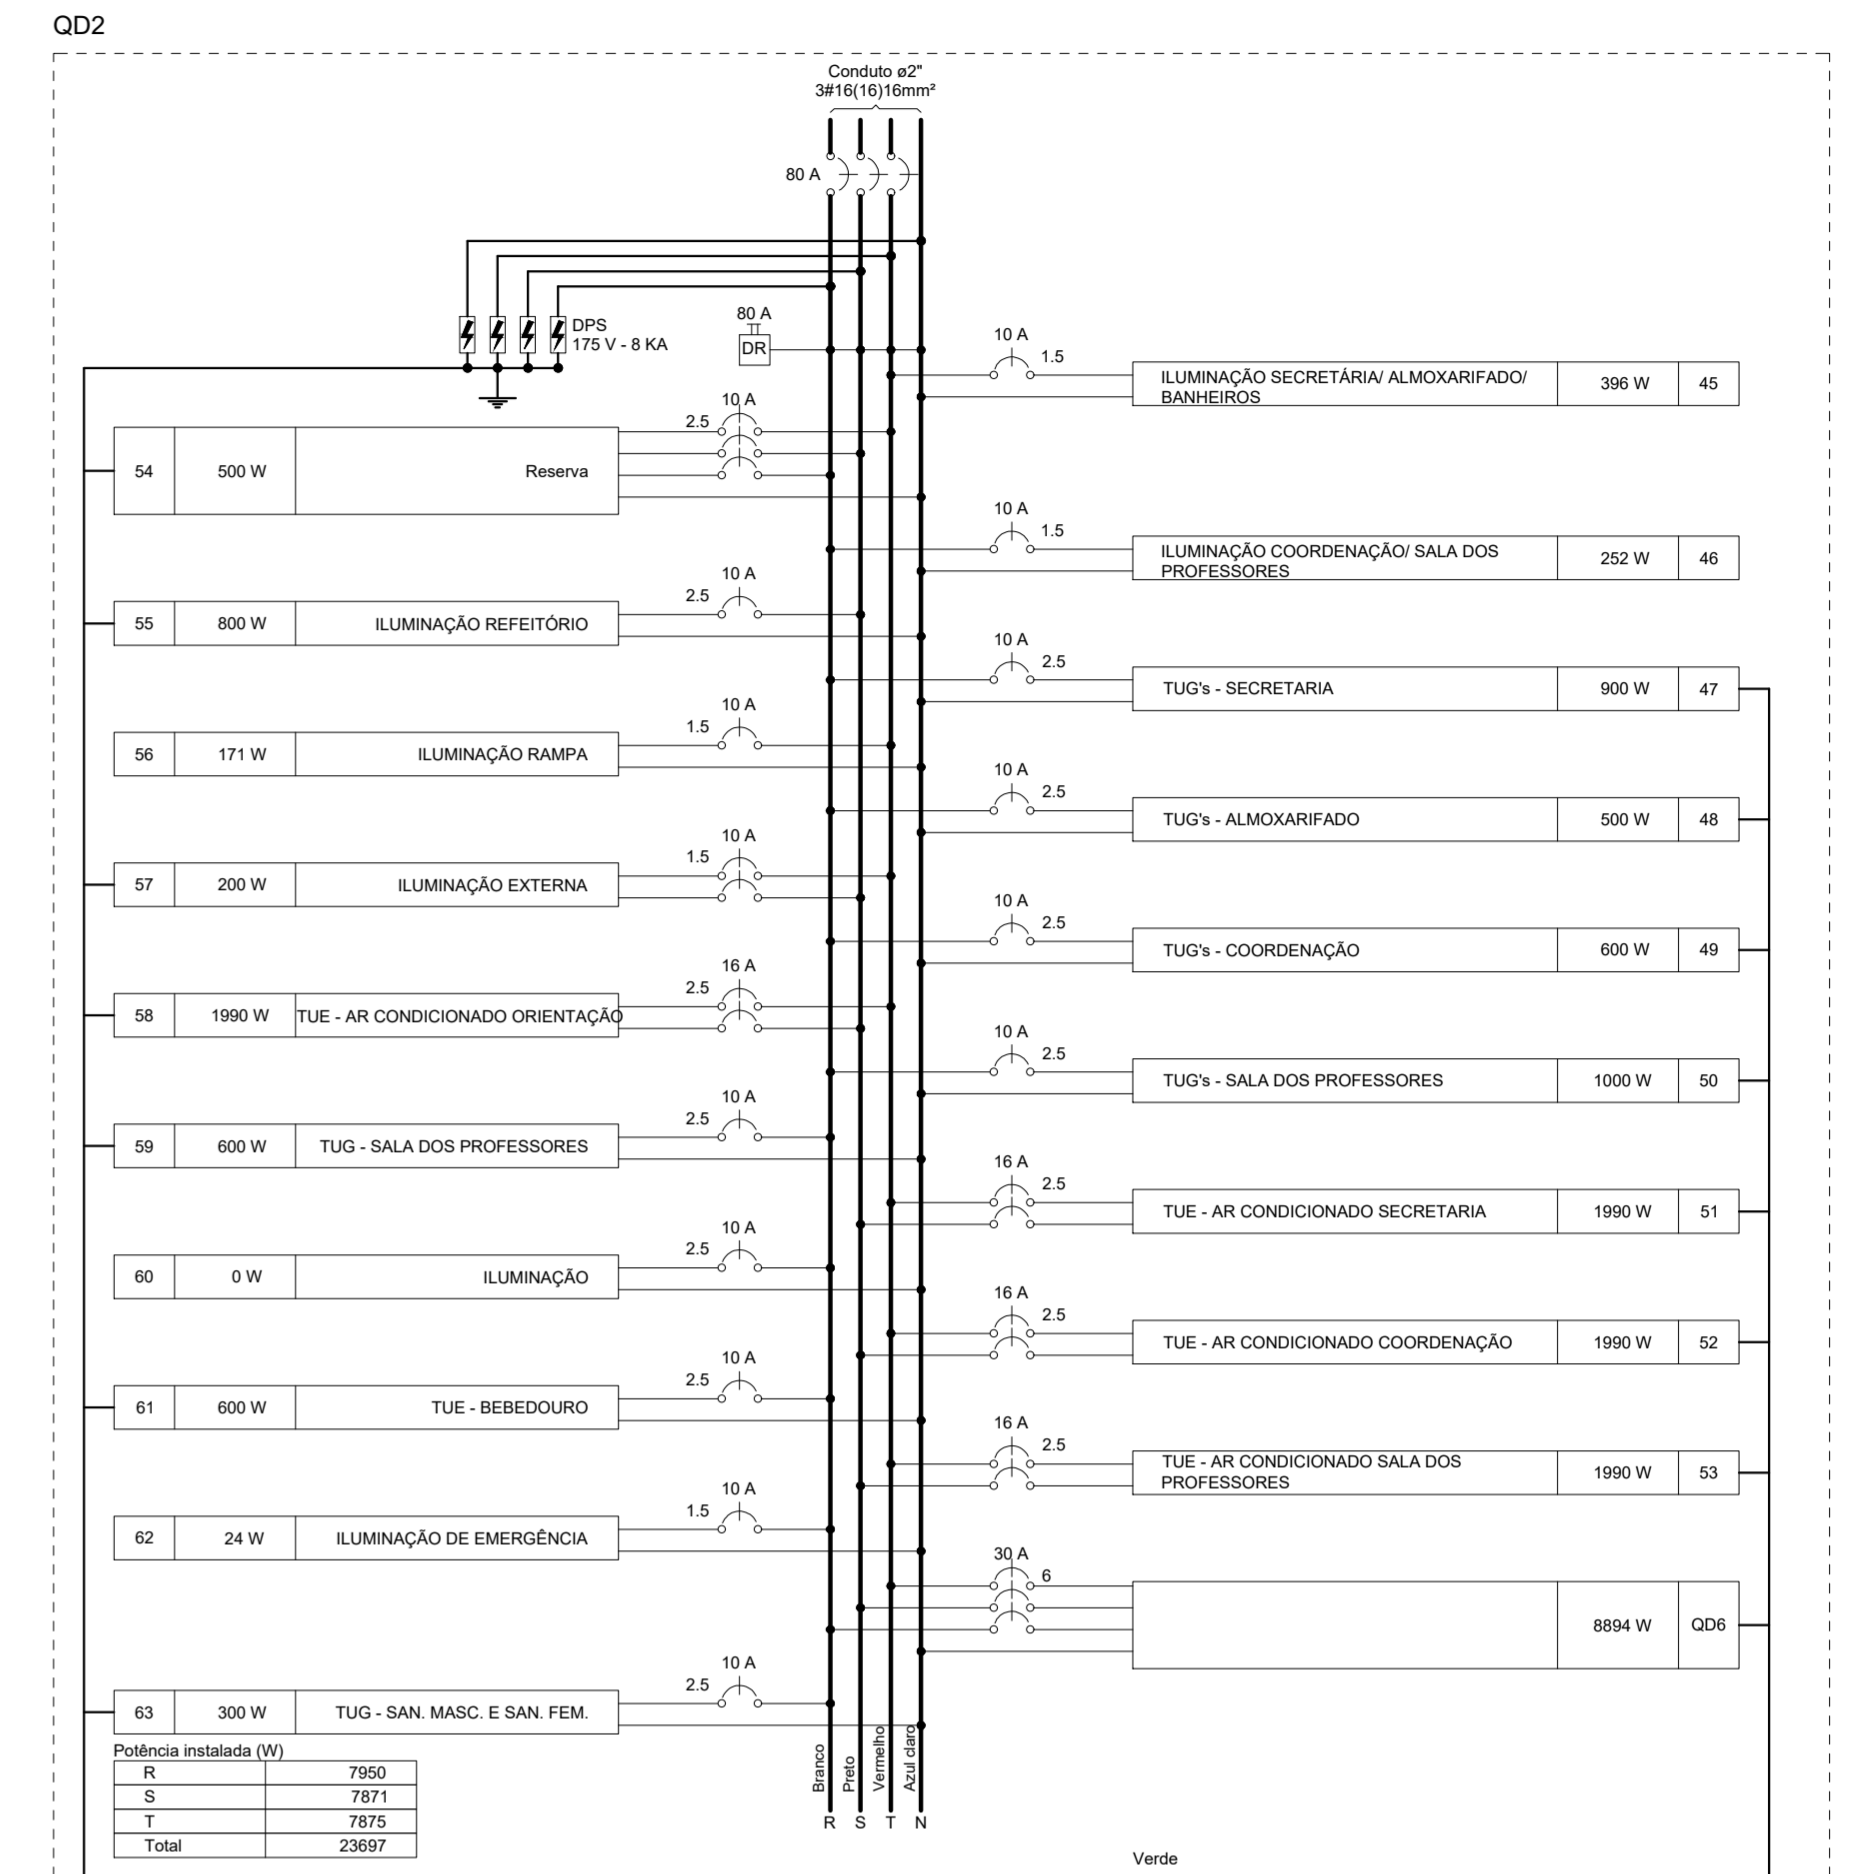 QD2
Conduto ø2"
3#16(16)16mm²
80 A
DPS
175 V - 8 KA
80 A
DR
10 A
1.5
ILUMINAÇÃO SECRETÁRIA/ ALMOXARIFADO/
BANHEIROS
396 W
45
10 A
2.5
54
500 W
Reserva
10 A
1.5
ILUMINAÇÃO COORDENAÇÃO/ SALA DOS
PROFESSORES
252 W
46
10 A
2.5
55
800 W
ILUMINAÇÃO REFEITÓRIO
10 A
2.5
TUG's - SECRETARIA
900 W
47
10 A
1.5
56
171 W
ILUMINAÇÃO RAMPA
10 A
2.5
TUG's - ALMOXARIFADO
500 W
48
10 A
1.5
57
200 W
ILUMINAÇÃO EXTERNA
10 A
2.5
TUG's - COORDENAÇÃO
600 W
49
16 A
2.5
58
1990 W
TUE - AR CONDICIONADO ORIENTAÇÃO
10 A
2.5
TUG's - SALA DOS PROFESSORES
1000 W
50
10 A
2.5
59
600 W
TUG - SALA DOS PROFESSORES
16 A
2.5
TUE - AR CONDICIONADO SECRETARIA
1990 W
51
10 A
2.5
60
0 W
ILUMINAÇÃO
16 A
2.5
TUE - AR CONDICIONADO COORDENAÇÃO
1990 W
52
10 A
2.5
61
600 W
TUE - BEBEDOURO
16 A
2.5
TUE - AR CONDICIONADO SALA DOS
PROFESSORES
1990 W
53
10 A
1.5
62
24 W
ILUMINAÇÃO DE EMERGÊNCIA
30 A
6
8894 W
QD6
10 A
2.5
63
300 W
TUG - SAN. MASC. E SAN. FEM.
Potência instalada (W)
R 7950
S 7871
T 7875
Total 23697
Branco
Preto
Vermelho
Azul claro
R S T N
Verde